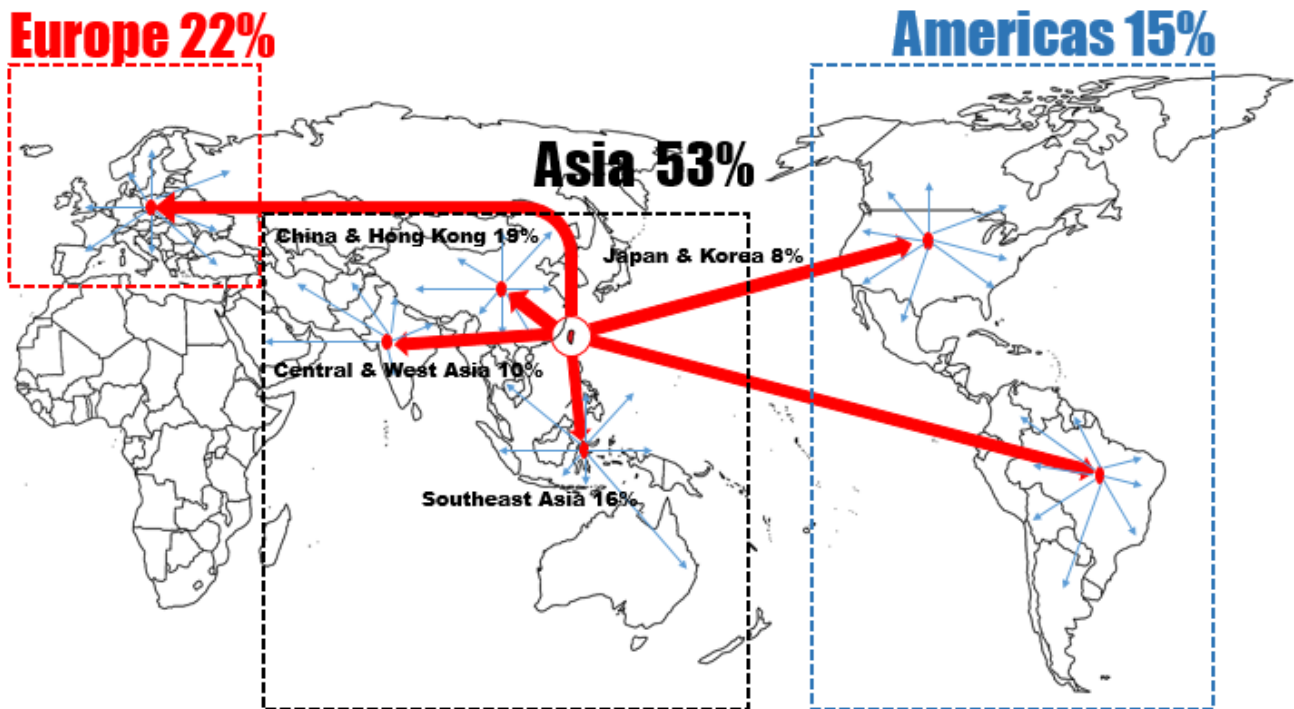 Europe 22%
Americas 15%
Asia 53%
China & Hong Kong 19%
Japan & Korea 8%
Central & West Asia 10%
Southeast Asia 16%